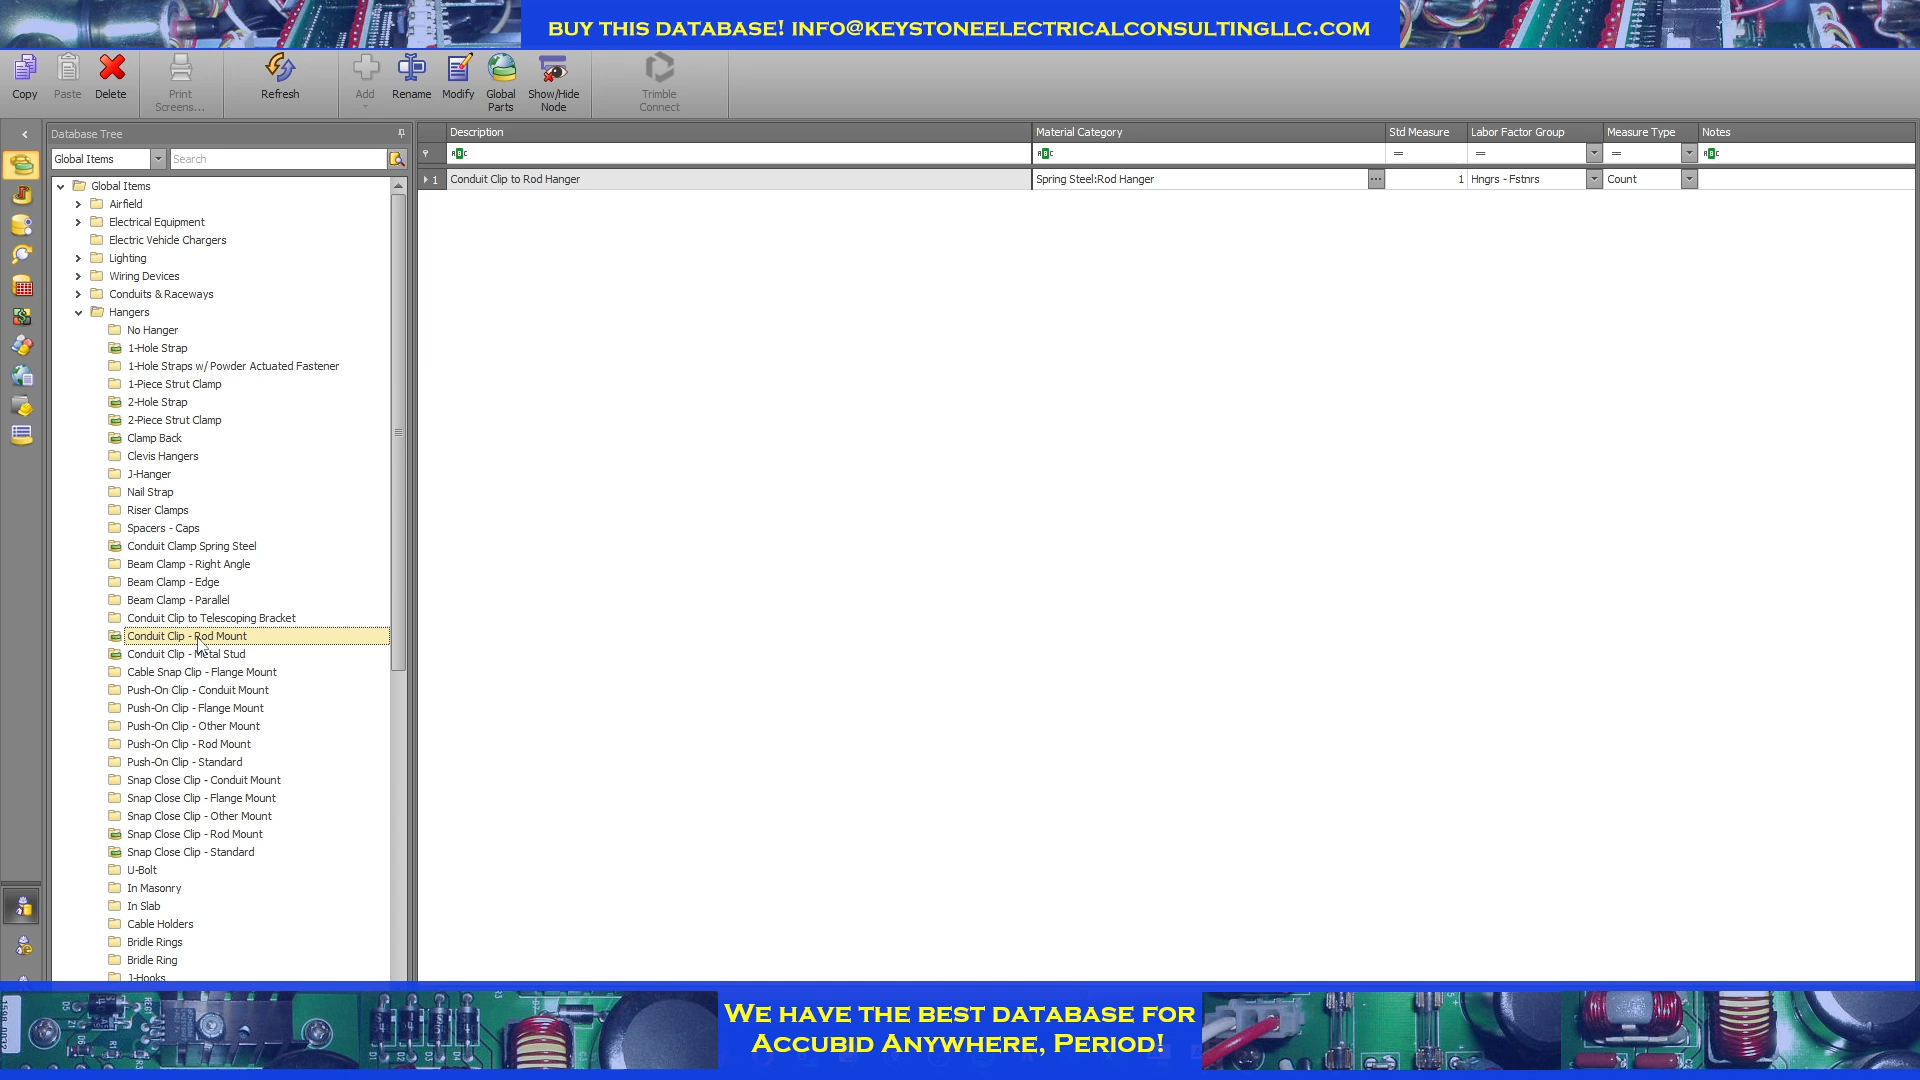 BUY THIS DATABASE! INFO@KEYSTONEELECTRICALCONSULTINGLLC.COM
Copy Paste Delete Print Screens... Refresh Add Rename Modify Global Parts Show/Hide Node Trimble Connect
Database Tree
Global Items Search
Global Items
Airfield
Electrical Equipment
Electric Vehicle Chargers
Lighting
Wiring Devices
Conduits & Raceways
Hangers
No Hanger
1-Hole Strap
1-Hole Straps w/ Powder Actuated Fastener
1-Piece Strut Clamp
2-Hole Strap
2-Piece Strut Clamp
Clamp Back
Clevis Hangers
J-Hanger
Nail Strap
Riser Clamps
Spacers - Caps
Conduit Clamp Spring Steel
Beam Clamp - Right Angle
Beam Clamp - Edge
Beam Clamp - Parallel
Conduit Clip to Telescoping Bracket
Conduit Clip - Rod Mount
Conduit Clip - Metal Stud
Cable Snap Clip - Flange Mount
Push-On Clip - Conduit Mount
Push-On Clip - Flange Mount
Push-On Clip - Other Mount
Push-On Clip - Rod Mount
Push-On Clip - Standard
Snap Close Clip - Conduit Mount
Snap Close Clip - Flange Mount
Snap Close Clip - Other Mount
Snap Close Clip - Rod Mount
Snap Close Clip - Standard
U-Bolt
In Masonry
In Slab
Cable Holders
Bridle Rings
Bridle Ring
J-Hooks
Description Material Category Std Measure Labor Factor Group Measure Type Notes
ABC ABC = = = ABC
1 Conduit Clip to Rod Hanger Spring Steel:Rod Hanger ... 1 Hngrs - Fstnrs Count
WE HAVE THE BEST DATABASE FOR
ACCUBID ANYWHERE, PERIOD!